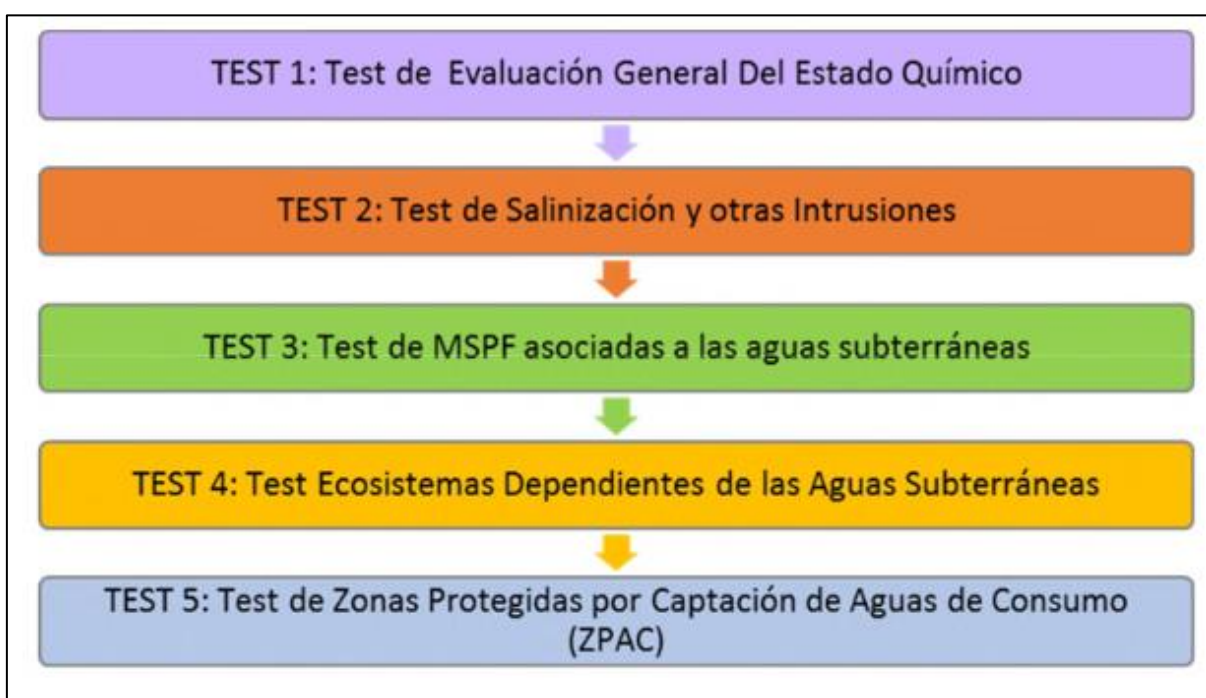 TEST 1: Test de Evaluación General Del Estado Químico
TEST 2: Test de Salinización y otras Intrusiones
TEST 3: Test de MSPF asociadas a las aguas subterráneas
TEST 4: Test Ecosistemas Dependientes de las Aguas Subterráneas
TEST 5: Test de Zonas Protegidas por Captación de Aguas de Consumo
(ZPAC)